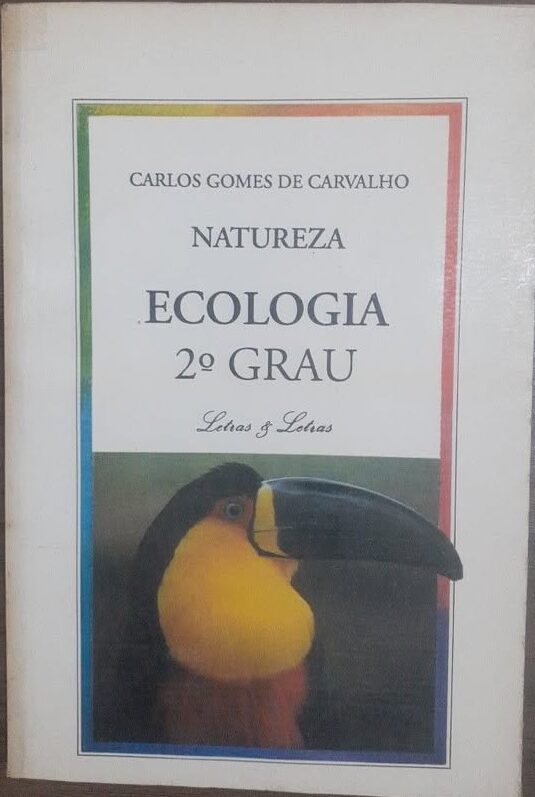 CARLOS GOMES DE CARVALHO
NATUREZA
ECOLOGIA
2º GRAU
Letras & Letras